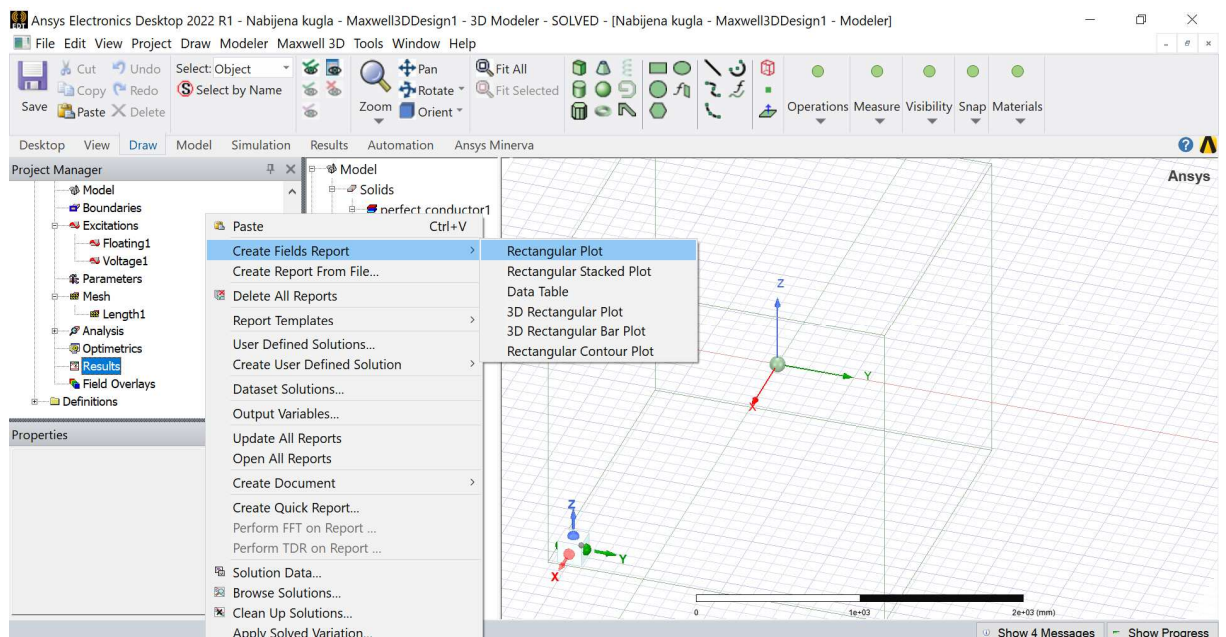 Ansys Electronics Desktop 2022 R1 - Nabijena kugla - Maxwell3DDesign1 - 3D Modeler - SOLVED - [Nabijena kugla - Maxwell3DDesign1 - Modeler]
File Edit View Project Draw Modeler Maxwell 3D Tools Window Help
Save
Cut Undo
Copy Redo
Paste Delete
Select: Object
Select by Name
Zoom
Pan
Rotate
Orient
Fit All
Fit Selected
Operations Measure Visibility Snap Materials
Desktop View Draw Model Simulation Results Automation Ansys Minerva
Project Manager
Model
Boundaries
Excitations
Floating1
Voltage1
Parameters
Mesh
Length1
Analysis
Optimetrics
Results
Field Overlays
Definitions
Properties
Model
Solids
perfect conductor1
Paste Ctrl+V
Create Fields Report
Create Report From File...
Delete All Reports
Report Templates
User Defined Solutions...
Create User Defined Solution
Dataset Solutions...
Output Variables...
Update All Reports
Open All Reports
Create Document
Create Quick Report...
Perform FFT on Report ...
Perform TDR on Report ...
Solution Data...
Browse Solutions...
Clean Up Solutions...
Apply Solved Variation...
Rectangular Plot
Rectangular Stacked Plot
Data Table
3D Rectangular Plot
3D Rectangular Bar Plot
Rectangular Contour Plot
Ansys
Z
Y
X
Z
Y
X
0 1e+03 2e+03 (mm)
Show 4 Messages Show Progress